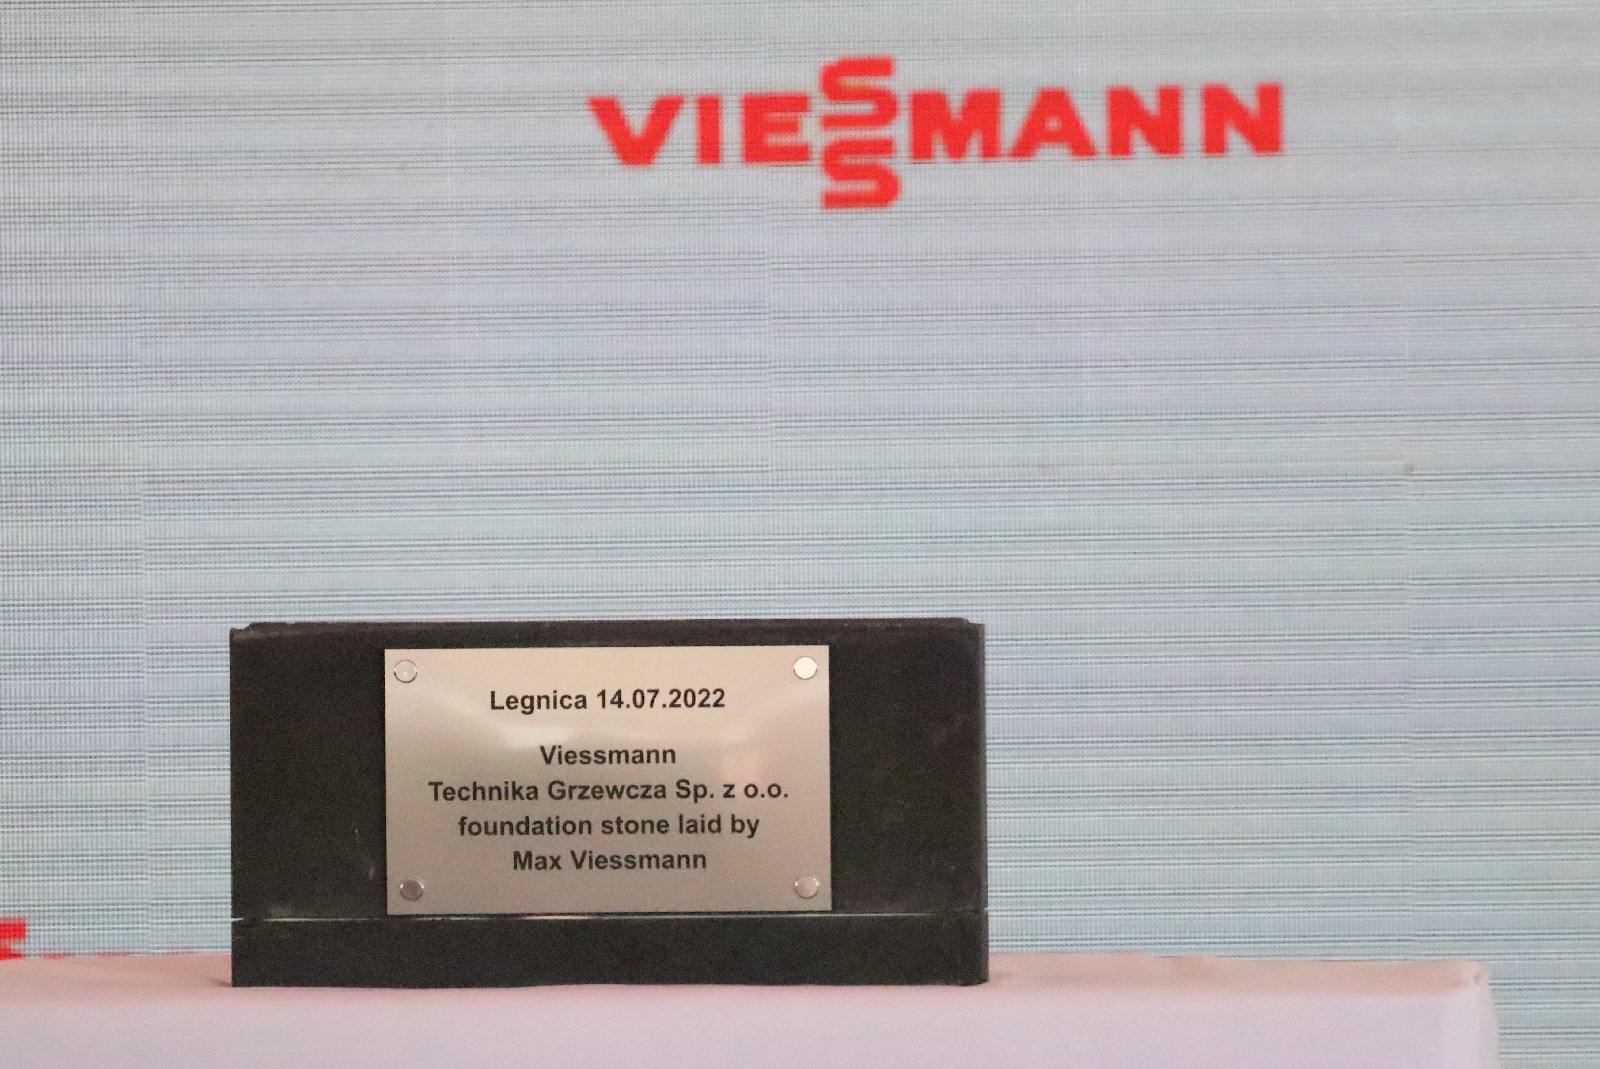 VIESSMANN
Legnica 14.07.2022
Viessmann
Technika Grzewcza Sp. z o.o.
foundation stone laid by
Max Viessmann